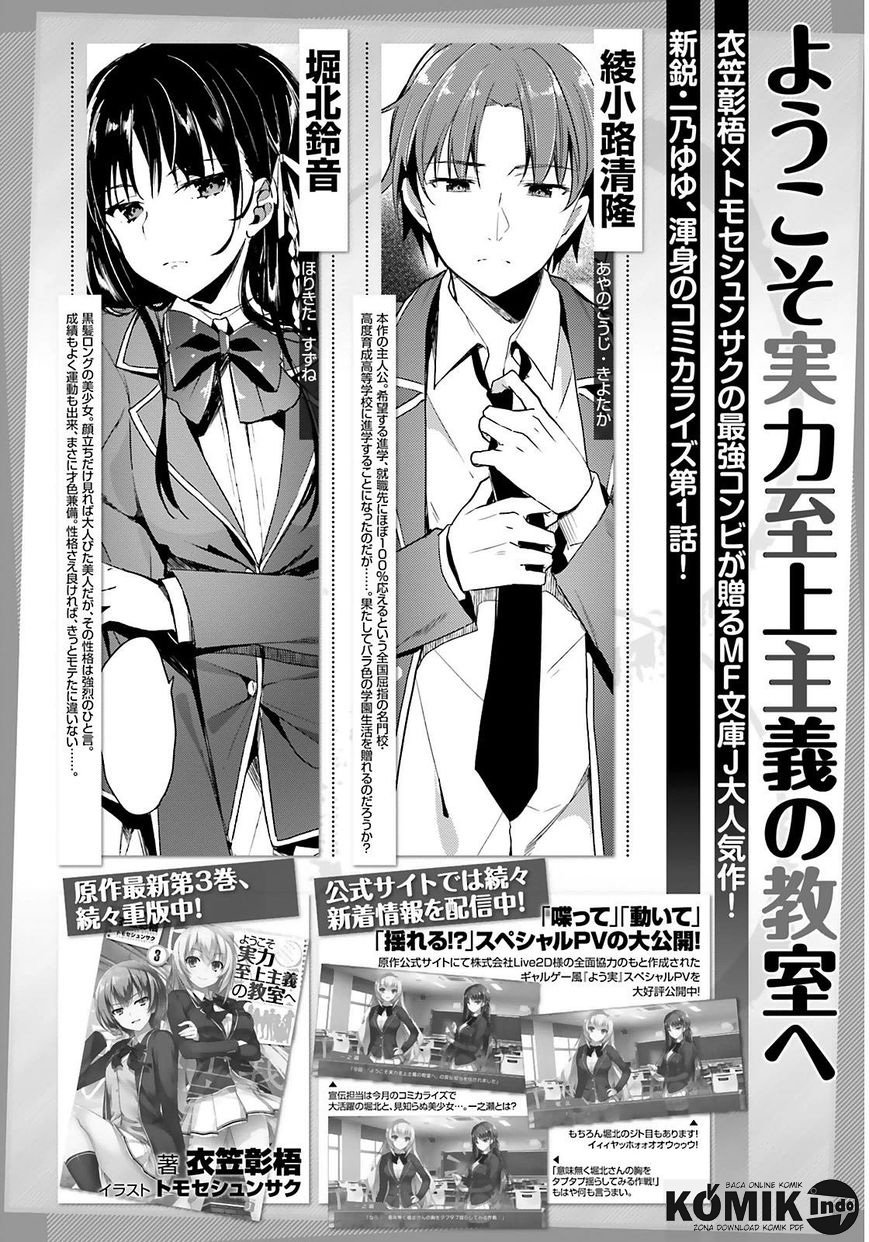 ようこそ実力至上主義の教室へ
衣笠彰梧×トモセシュンサクの最強コンビが贈るMF文庫J大人気作！
新鋭・一乃ゆゆ、渾身のコミカライズ第1話！
綾小路清隆
あやのこうじ・きよたか
本作の主人公。希望する進学、就職先にほぼ100％応えるという全国屈指の名門校・
高度育成高等学校に進学することになったのだが……。果たしてバラ色の学園生活を贈れるのだろうか？
堀北鈴音
ほりきた・すずね
黒髪ロングの美少女。顔立ちだけ見れば大人びた美人だが、その性格は強烈のひと言。
成績もよく運動も出来、まさに才色兼備。性格さえ良ければ、きっとモテたに違いない……。
公式サイトでは続々
新着情報を配信中！
「喋って」「動いて」
「揺れる!?」スペシャルPVの大公開！
原作公式サイトにて株式会社Live2D様の全面協力のもと作成された
ギャルゲー風『よう実』スペシャルPVを
大好評公開中！
▲
宣伝担当は今月のコミカライズで
大活躍の堀北と、見知らぬ美少女…。一之瀬とは？
▲
もちろん堀北のジト目もあります！
イィィヤッホォォオオウゥゥウ！
「意味無く堀北さんの胸を
タプタプ揺らしてみる作戦！」
もはや何も言うまい。
原作最新第3巻、
続々重版中！
トモセシュンサク
3
ようこそ
実力
至上主義
の教室へ
著 衣笠彰梧
イラスト トモセシュンサク
BACA ONLINE KOMIK
KOMIK Indo
ZONA DOWNLOAD KOMIK PDF